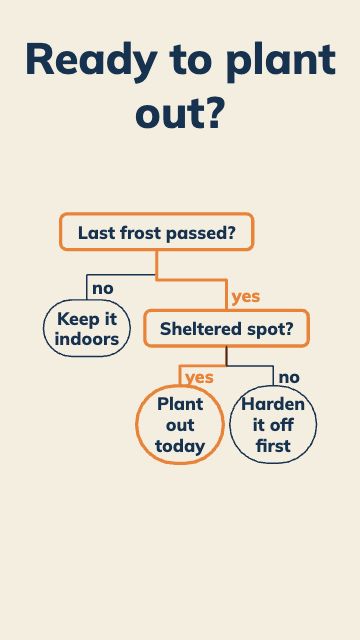 Ready to plant
out?
Last frost passed?
no
yes
Keep it
indoors
Sheltered spot?
yes
no
Plant
out
today
Harden
it off
first